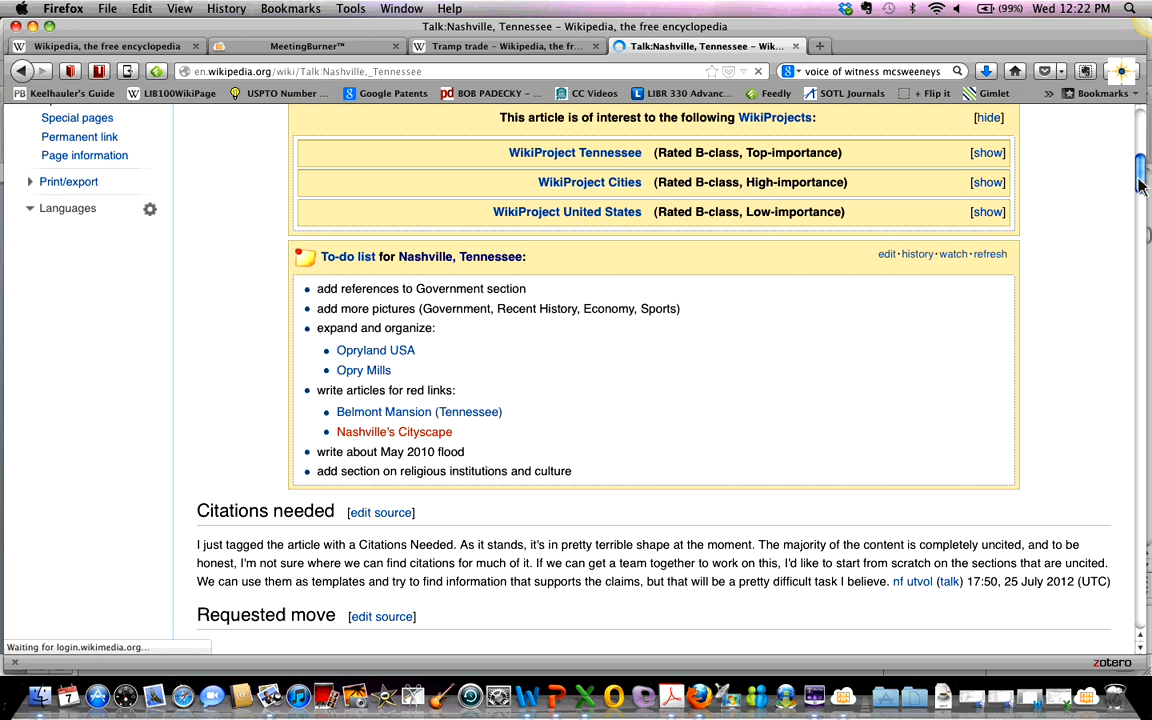 Firefox File Edit View History Bookmarks Tools Window Help (99%) Wed 12:22 PM
Talk:Nashville, Tennessee - Wikipedia, the free encyclopedia
Wikipedia, the free encyclopedia MeetingBurner™ Tramp trade – Wikipedia, the fr... Talk:Nashville, Tennessee – Wik...
en.wikipedia.org/wiki/Talk:Nashville,_Tennessee voice of witness mcsweeneys
Keelhauler's Guide LIB100WikiPage USPTO Number ... Google Patents BOB PADECKY – ... CC Videos LIBR 330 Advanc... Feedly SOTL Journals + Flip it Gimlet Bookmarks
Special pages
Permanent link
Page information
Print/export
Languages
This article is of interest to the following WikiProjects: [hide]
WikiProject Tennessee (Rated B-class, Top-importance) [show]
WikiProject Cities (Rated B-class, High-importance) [show]
WikiProject United States (Rated B-class, Low-importance) [show]
To-do list for Nashville, Tennessee: edit · history · watch · refresh
add references to Government section
add more pictures (Government, Recent History, Economy, Sports)
expand and organize:
Opryland USA
Opry Mills
write articles for red links:
Belmont Mansion (Tennessee)
Nashville's Cityscape
write about May 2010 flood
add section on religious institutions and culture
Citations needed [edit source]
I just tagged the article with a Citations Needed. As it stands, it's in pretty terrible shape at the moment. The majority of the content is completely uncited, and to be
honest, I'm not sure where we can find citations for much of it. If we can get a team together to work on this, I'd like to start from scratch on the sections that are uncited.
We can use them as templates and try to find information that supports the claims, but that will be a pretty difficult task I believe. nf utvol (talk) 17:50, 25 July 2012 (UTC)
Requested move [edit source]
Waiting for login.wikimedia.org...
zotero